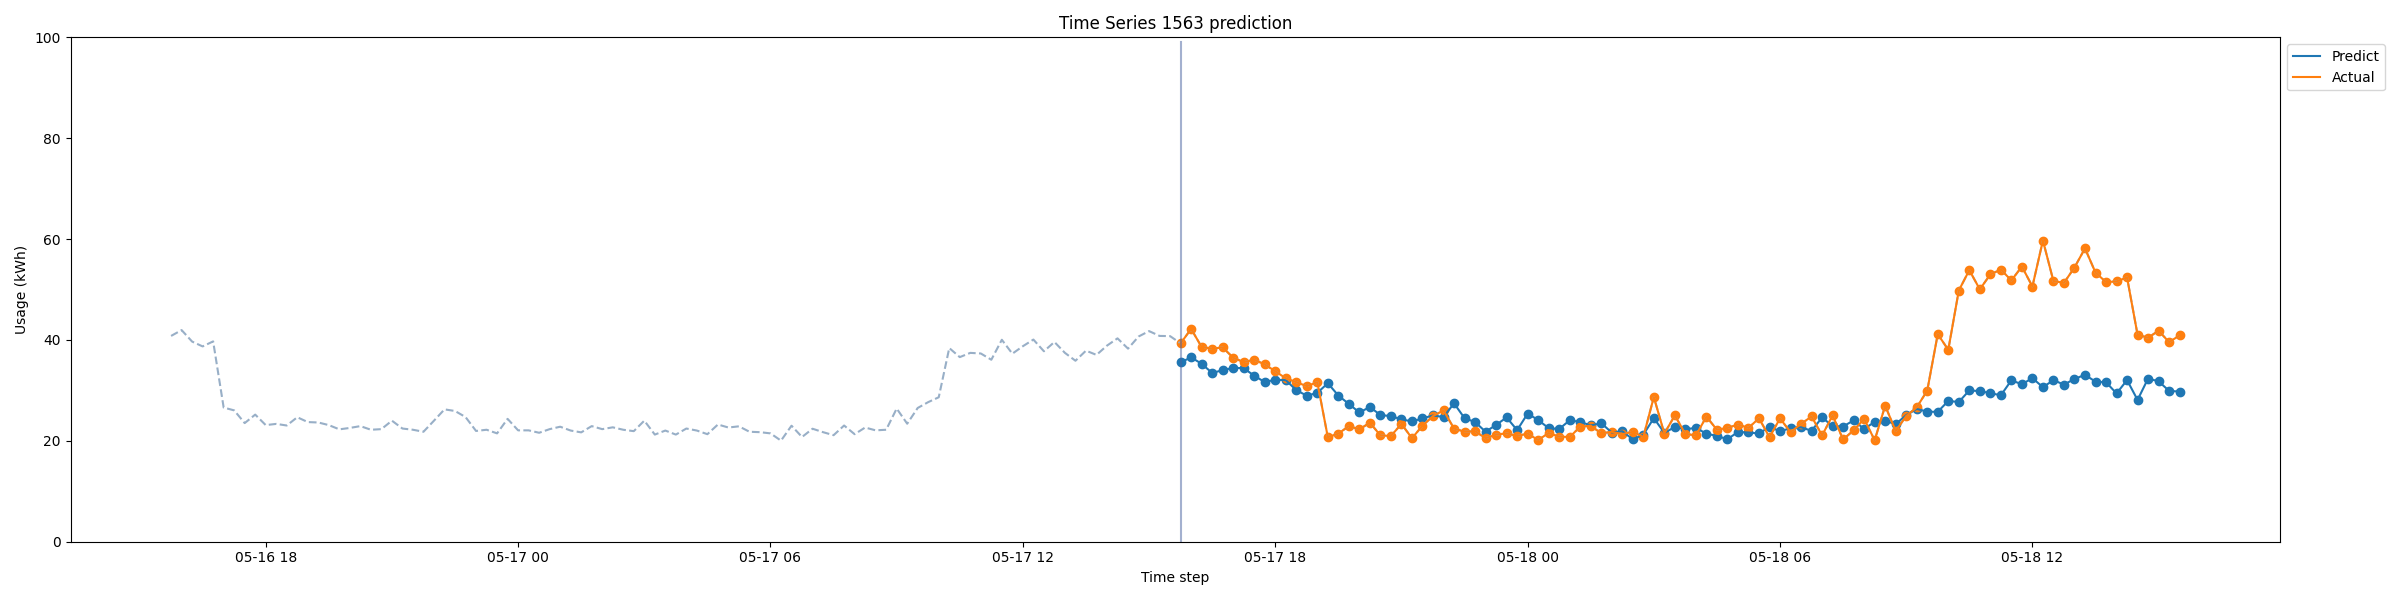 Time Series 1563 prediction
Predict
Actual
Usage (kWh)
100
80
60
40
20
0
05-16 18
05-17 00
05-17 06
05-17 12
05-17 18
05-18 00
05-18 06
05-18 12
Time step